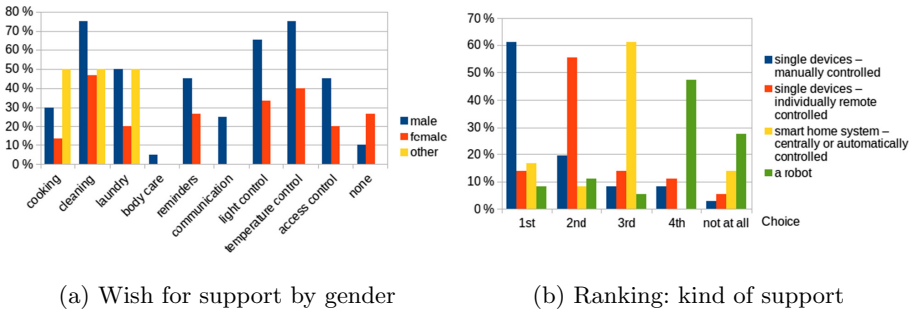 80 %
70 %
60 %
50 %
40 %
30 %
20 %
10 %
0 %
cooking
cleaning
laundry
body care
reminders
communication
light control
temperature control
access control
none
male
female
other
(a) Wish for support by gender
70 %
60 %
50 %
40 %
30 %
20 %
10 %
0 %
1st
2nd
3rd
4th
not at all
Choice
single devices –
manually controlled
single devices –
individually remote
controlled
smart home system –
centrally or automatically
controlled
a robot
(b) Ranking: kind of support